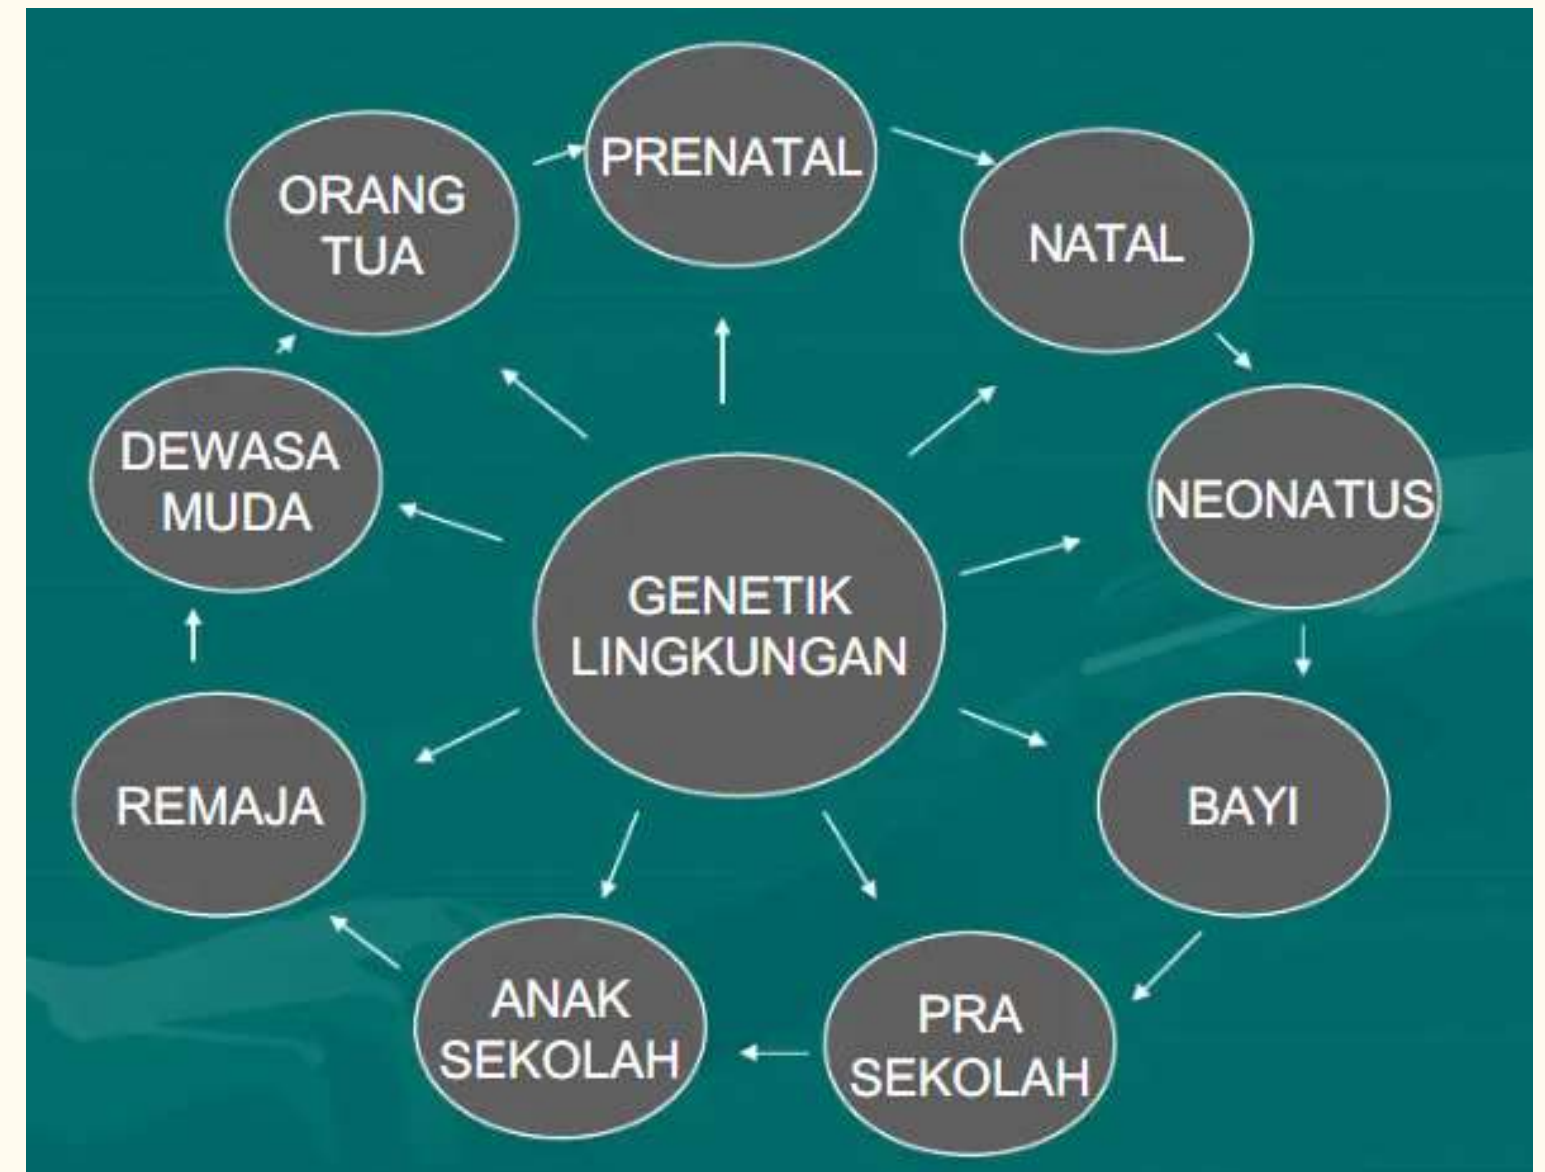 PRENATAL
NATAL
NEONATUS
BAYI
PRA
SEKOLAH
ANAK
SEKOLAH
REMAJA
DEWASA
MUDA
ORANG
TUA
GENETIK
LINGKUNGAN